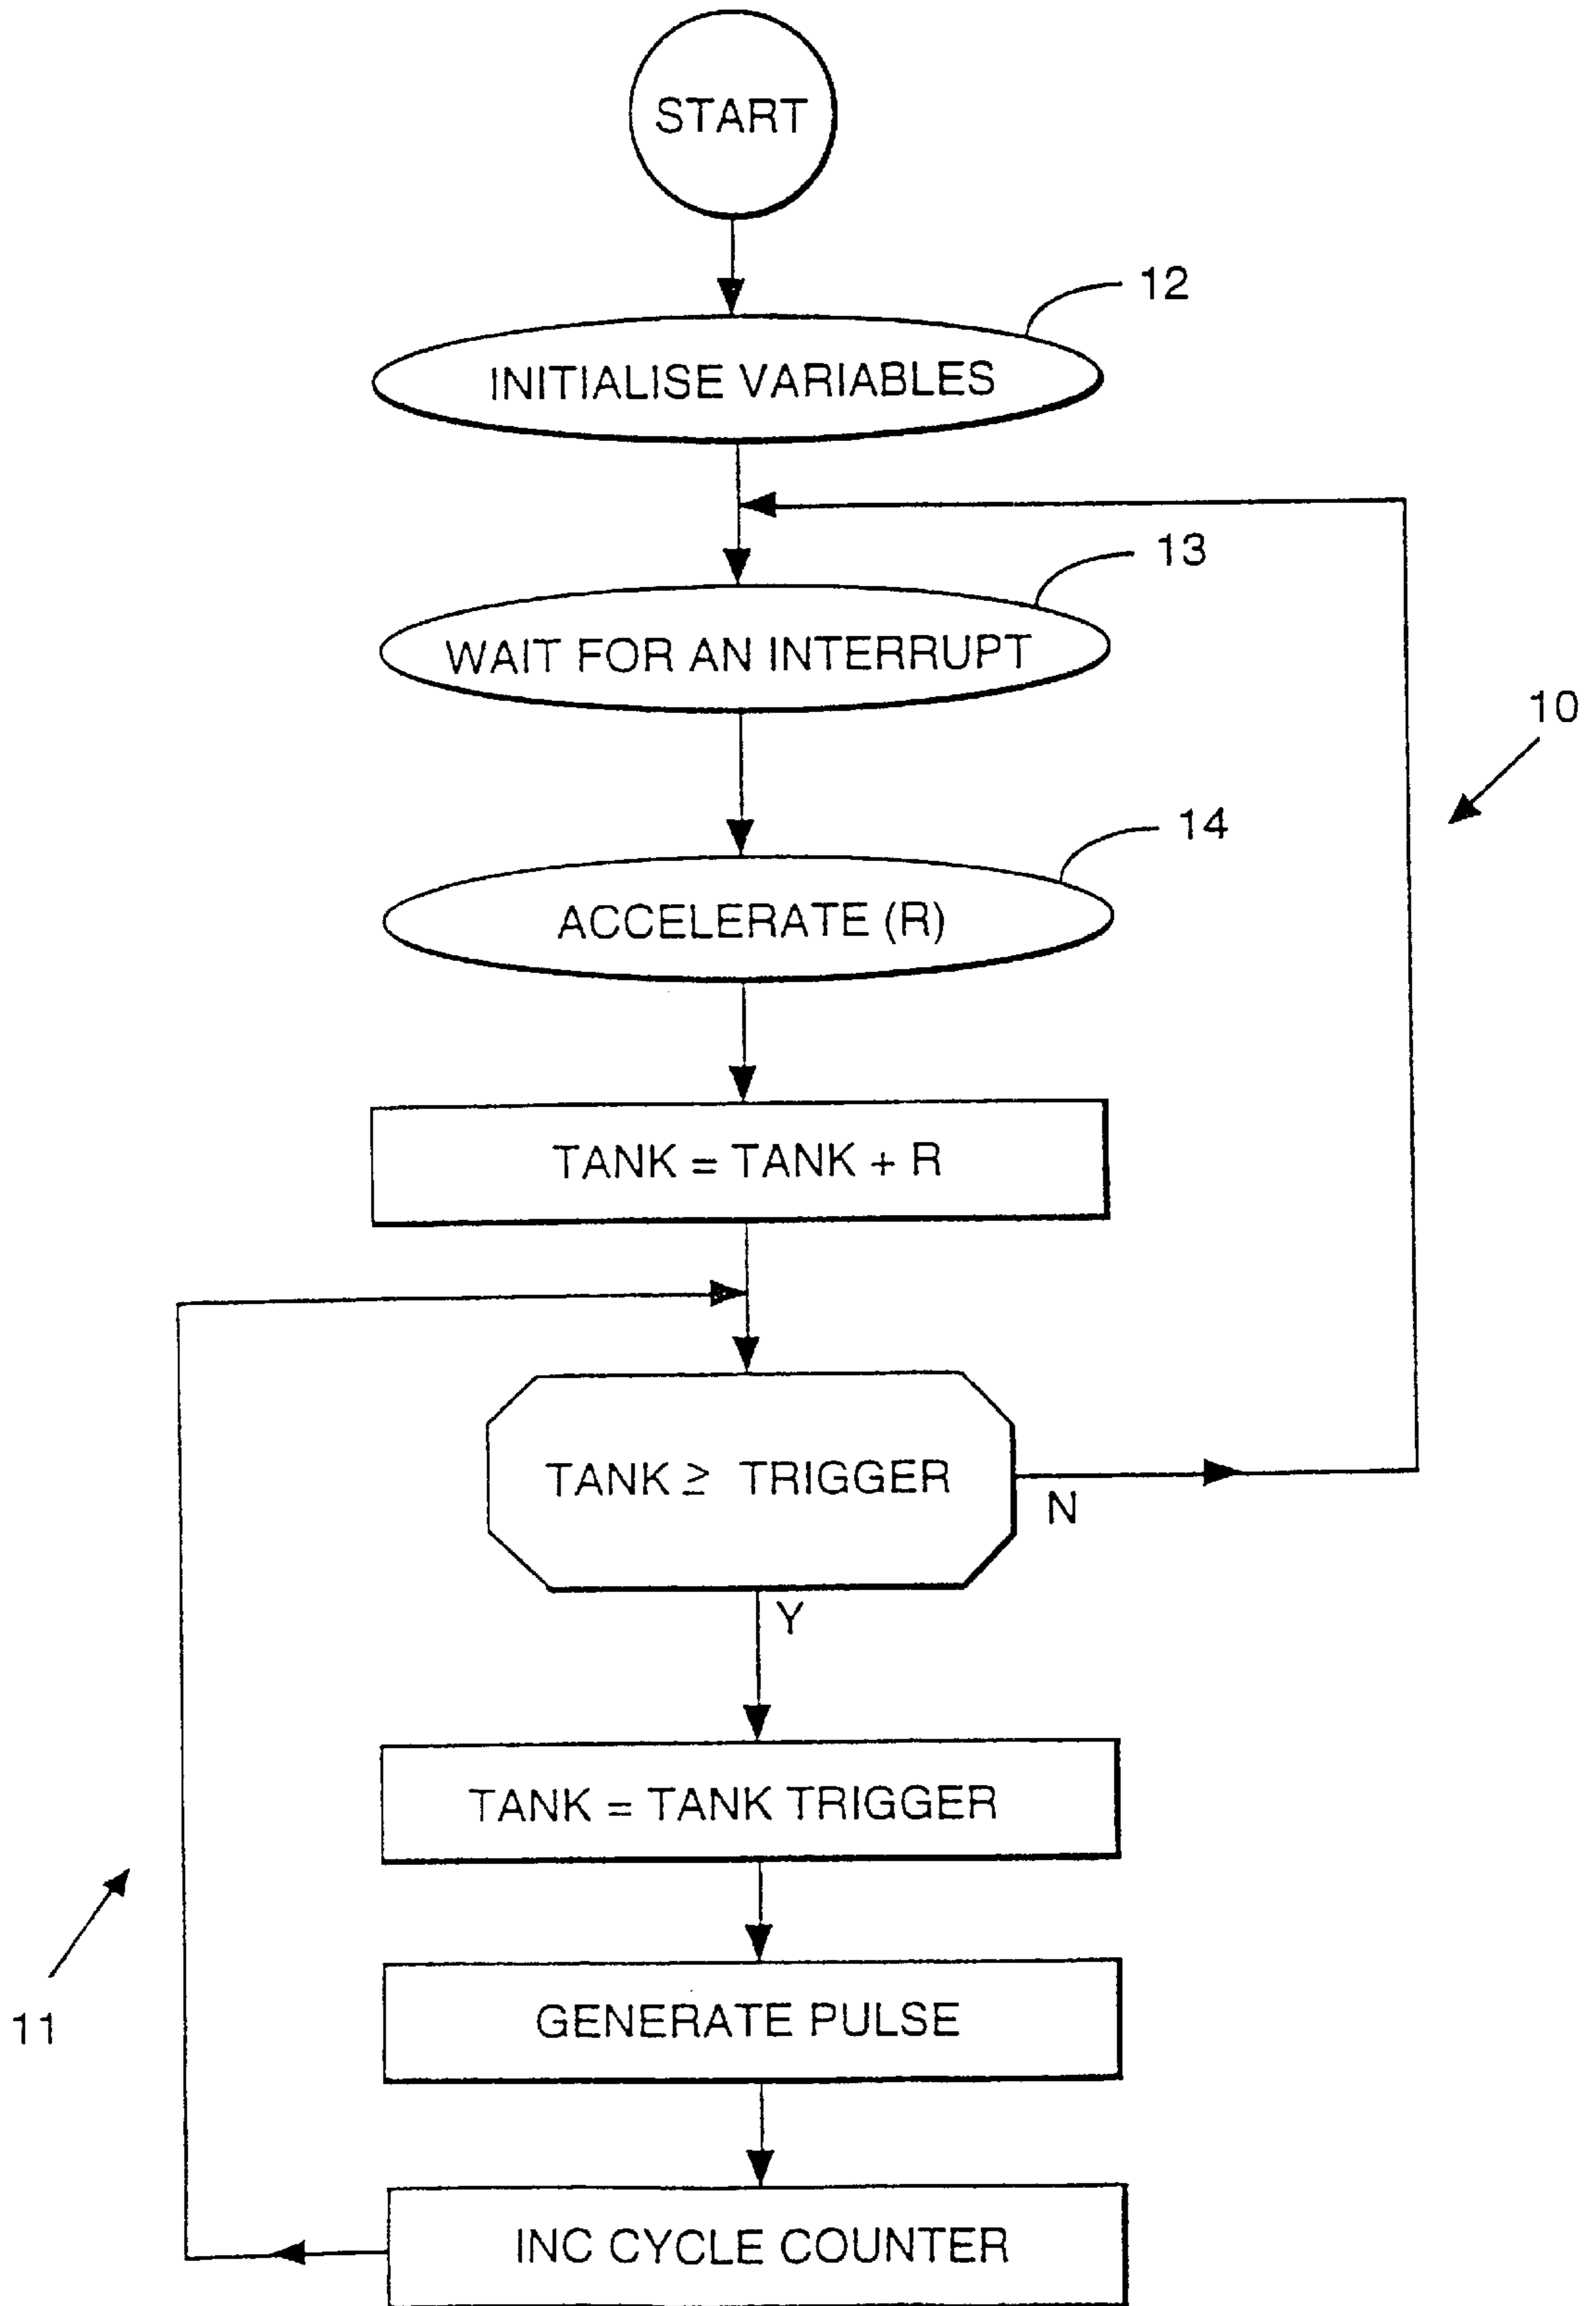 START
12
INITIALISE VARIABLES
13
WAIT FOR AN INTERRUPT
10
14
ACCELERATE (R)
TANK = TANK + R
TANK ≥ TRIGGER
N
Y
TANK = TANK TRIGGER
11
GENERATE PULSE
INC CYCLE COUNTER